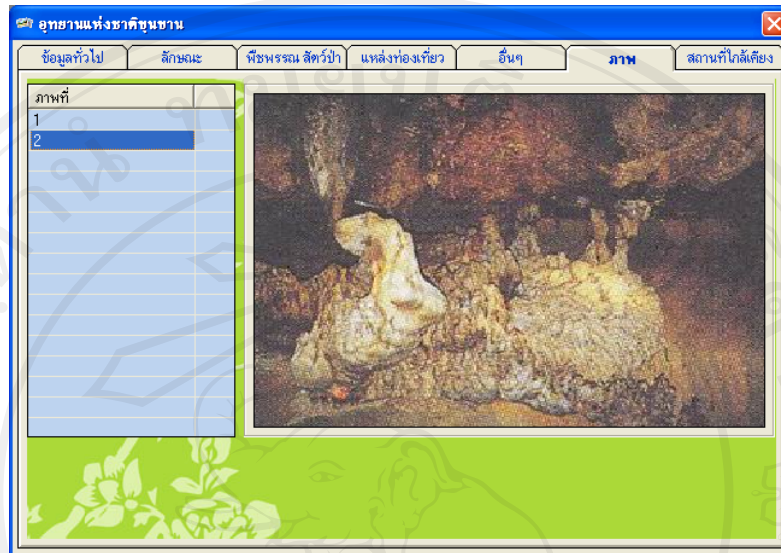 อุทยานแห่งชาติขุนขาน
ข้อมูลทั่วไป ลักษณะ พืชพรรณ สัตว์ป่า แหล่งท่องเที่ยว อื่นๆ ภาพ สถานที่ใกล้เคียง
ภาพที่
1
2